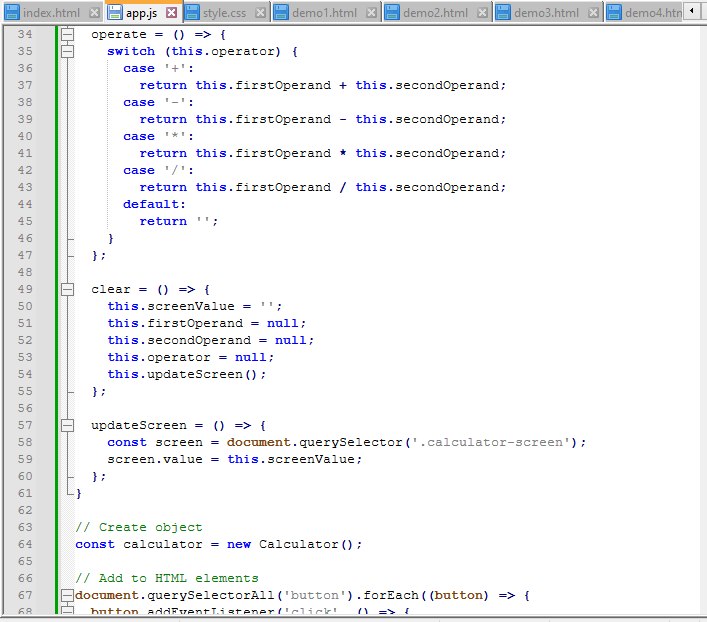 index.html app.js style.css demo1.html demo2.html demo3.html demo4.htm
34 operate = () => {
35 switch (this.operator) {
36 case '+':
37 return this.firstOperand + this.secondOperand;
38 case '-':
39 return this.firstOperand - this.secondOperand;
40 case '*':
41 return this.firstOperand * this.secondOperand;
42 case '/':
43 return this.firstOperand / this.secondOperand;
44 default:
45 return '';
46 }
47 };
48
49 clear = () => {
50 this.screenValue = '';
51 this.firstOperand = null;
52 this.secondOperand = null;
53 this.operator = null;
54 this.updateScreen();
55 };
56
57 updateScreen = () => {
58 const screen = document.querySelector('.calculator-screen');
59 screen.value = this.screenValue;
60 };
61 }
62
63 // Create object
64 const calculator = new Calculator();
65
66 // Add to HTML elements
67 document.querySelectorAll('button').forEach((button) => {
68 button.addEventListener('click', () => {